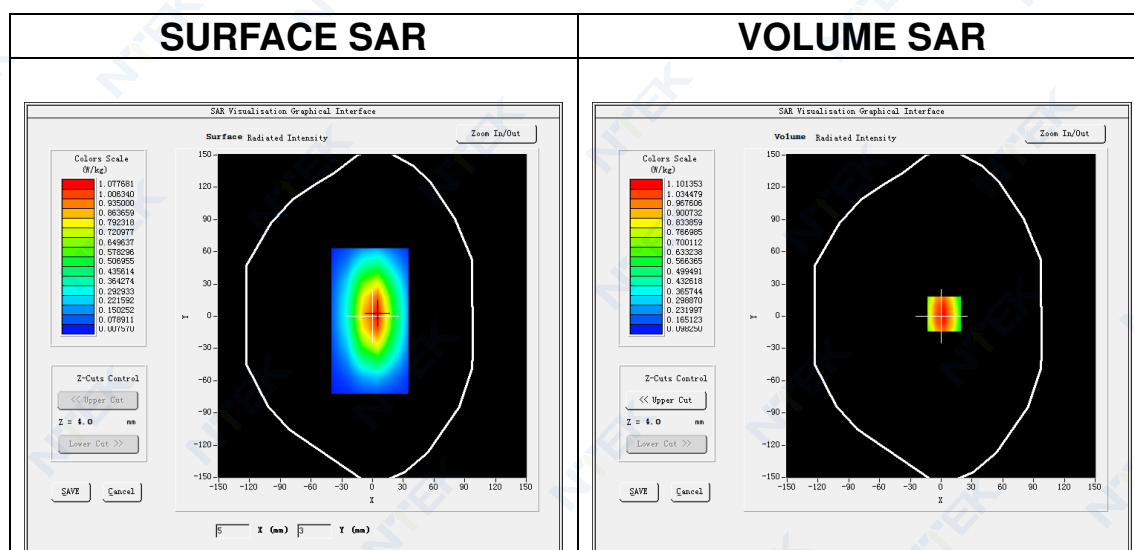 SURFACE SAR
SAR Visualisation Graphical Interface
Surface Radiated Intensity
Zoom In/Out
Colors Scale
(W/kg)
1.077681
1.006340
0.935000
0.863659
0.792318
0.720977
0.649637
0.578296
0.506955
0.435614
0.364274
0.292933
0.221592
0.150252
0.078911
0.007570
Z-Cuts Control
<< Upper Cut
Z = 4.0 mm
Lower Cut >>
SAVE Cancel
150
120
90
60
30
0
-30
-60
-90
-120
-150
Y
-150 -120 -90 -60 -30 0 30 60 90 120 150
X
5 X (mm) 3 Y (mm)
VOLUME SAR
SAR Visualisation Graphical Interface
Volume Radiated Intensity
Zoom In/Out
Colors Scale
(W/kg)
1.101353
1.034479
0.967606
0.900732
0.833859
0.766985
0.700112
0.633238
0.566365
0.499491
0.432618
0.365744
0.298870
0.231997
0.165123
0.098250
Z-Cuts Control
<< Upper Cut
Z = 4.0 mm
Lower Cut >>
SAVE Cancel
150
120
90
60
30
0
-30
-60
-90
-120
-150
Y
-150 -120 -90 -60 -30 0 30 60 90 120 150
X
NTEK